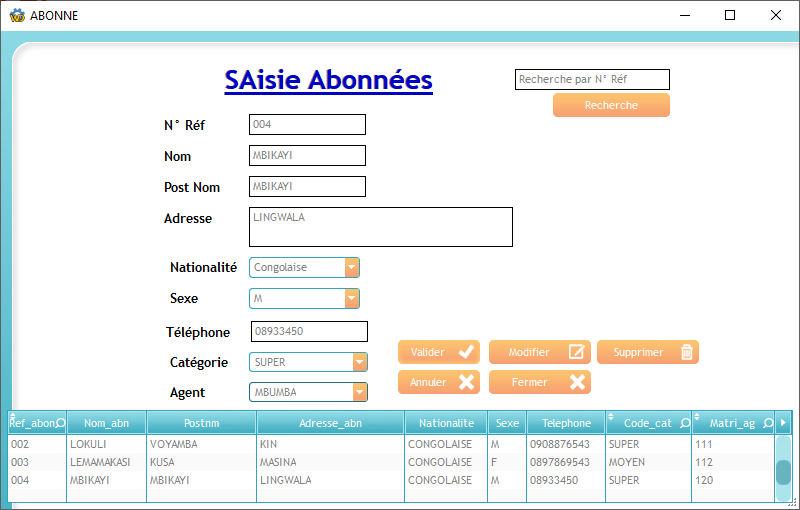 ABONNE
SAisie Abonnées
Recherche par N° Réf
Recherche
N° Réf 004
Nom MBIKAYI
Post Nom MBIKAYI
Adresse LINGWALA
Nationalité Congolaise
Sexe M
Téléphone 08933450
Valider Modifier Supprimer
Catégorie SUPER
Annuler Fermer
Agent MBUMBA
Ref_abon Nom_abn Postnm Adresse_abn Nationalite Sexe Telephone Code_cat Matri_ag
002 LOKULI VOYAMBA KIN CONGOLAISE M 0908876543 SUPER 111
003 LEMAMAKASI KUSA MASINA CONGOLAISE F 0897869543 MOYEN 112
004 MBIKAYI MBIKAYI LINGWALA CONGOLAISE M 08933450 SUPER 120